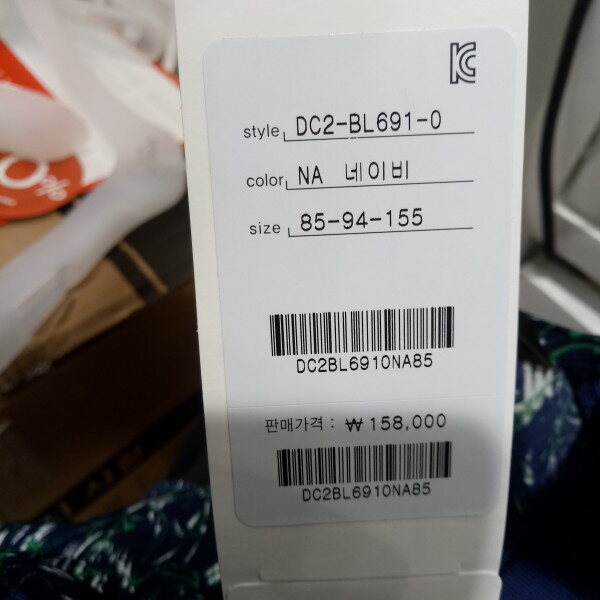 KC
style DC2-BL691-0
color NA 네이비
size 85-94-155
DC2BL6910NA85
판매가격 : ₩ 158,000
DC2BL6910NA85